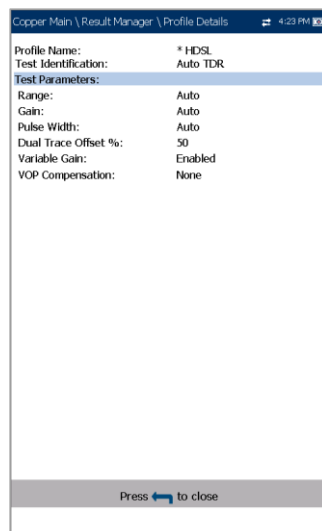 Copper Main \ Result Manager \ Profile Details 4:23 PM
Profile Name: * HDSL
Test Identification: Auto TDR
Test Parameters:
Range: Auto
Gain: Auto
Pulse Width: Auto
Dual Trace Offset %: 50
Variable Gain: Enabled
VOP Compensation: None
Press to close